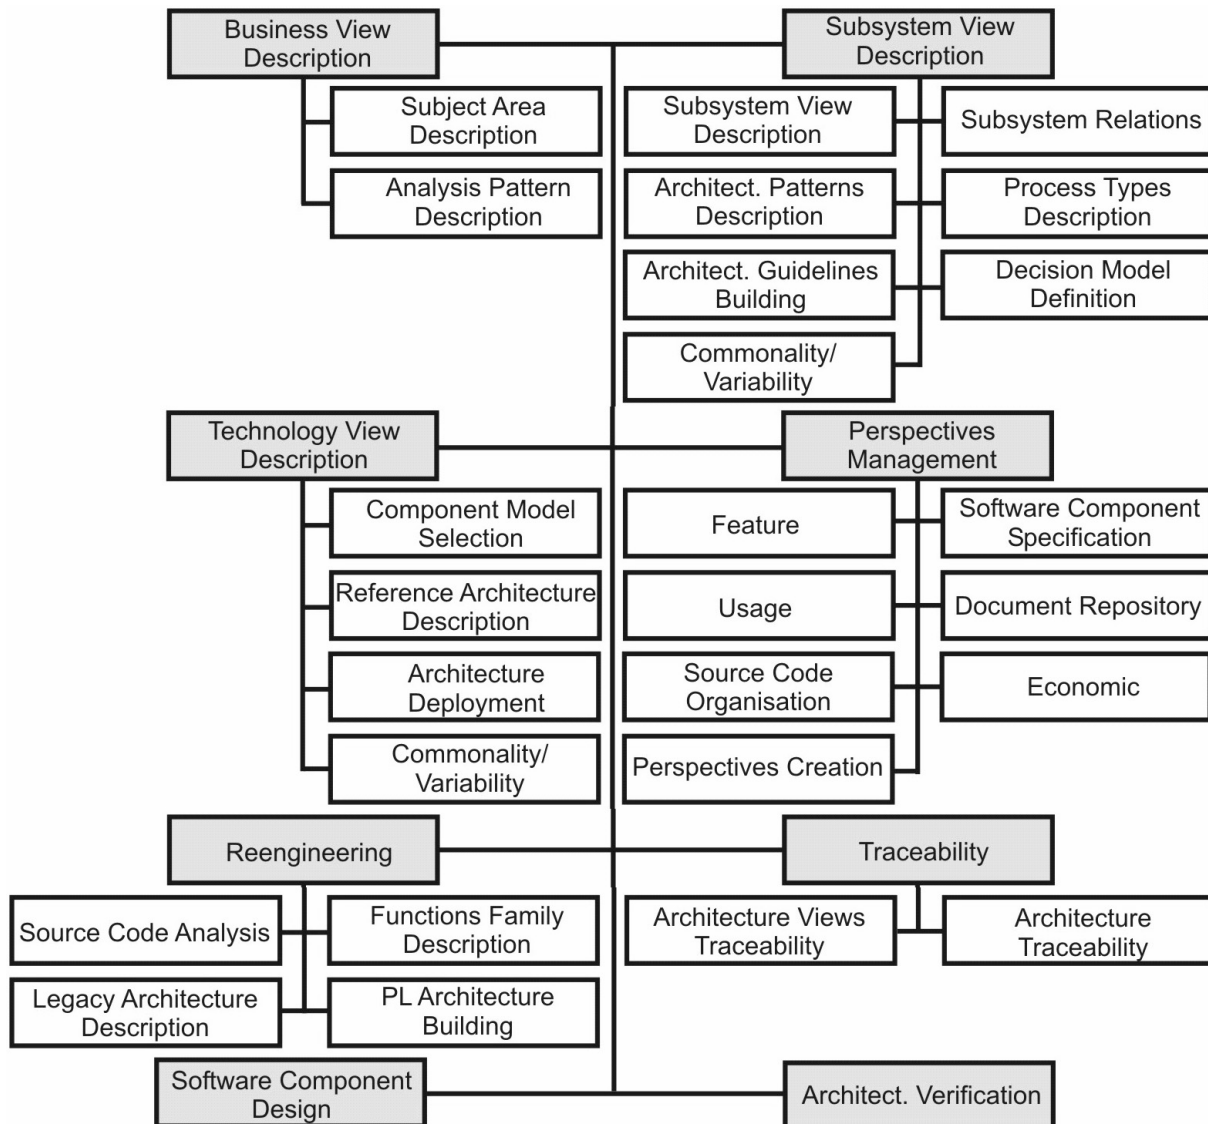 Business View
Description
Subsystem View
Description
Subject Area
Description
Subsystem View
Description
Subsystem Relations
Analysis Pattern
Description
Architect. Patterns
Description
Process Types
Description
Architect. Guidelines
Building
Decision Model
Definition
Commonality/
Variability
Technology View
Description
Perspectives
Management
Component Model
Selection
Feature
Software Component
Specification
Reference Architecture
Description
Usage
Document Repository
Architecture
Deployment
Source Code
Organisation
Economic
Commonality/
Variability
Perspectives Creation
Reengineering
Traceability
Source Code Analysis
Functions Family
Description
Architecture Views
Traceability
Architecture
Traceability
Legacy Architecture
Description
PL Architecture
Building
Software Component
Design
Architect. Verification